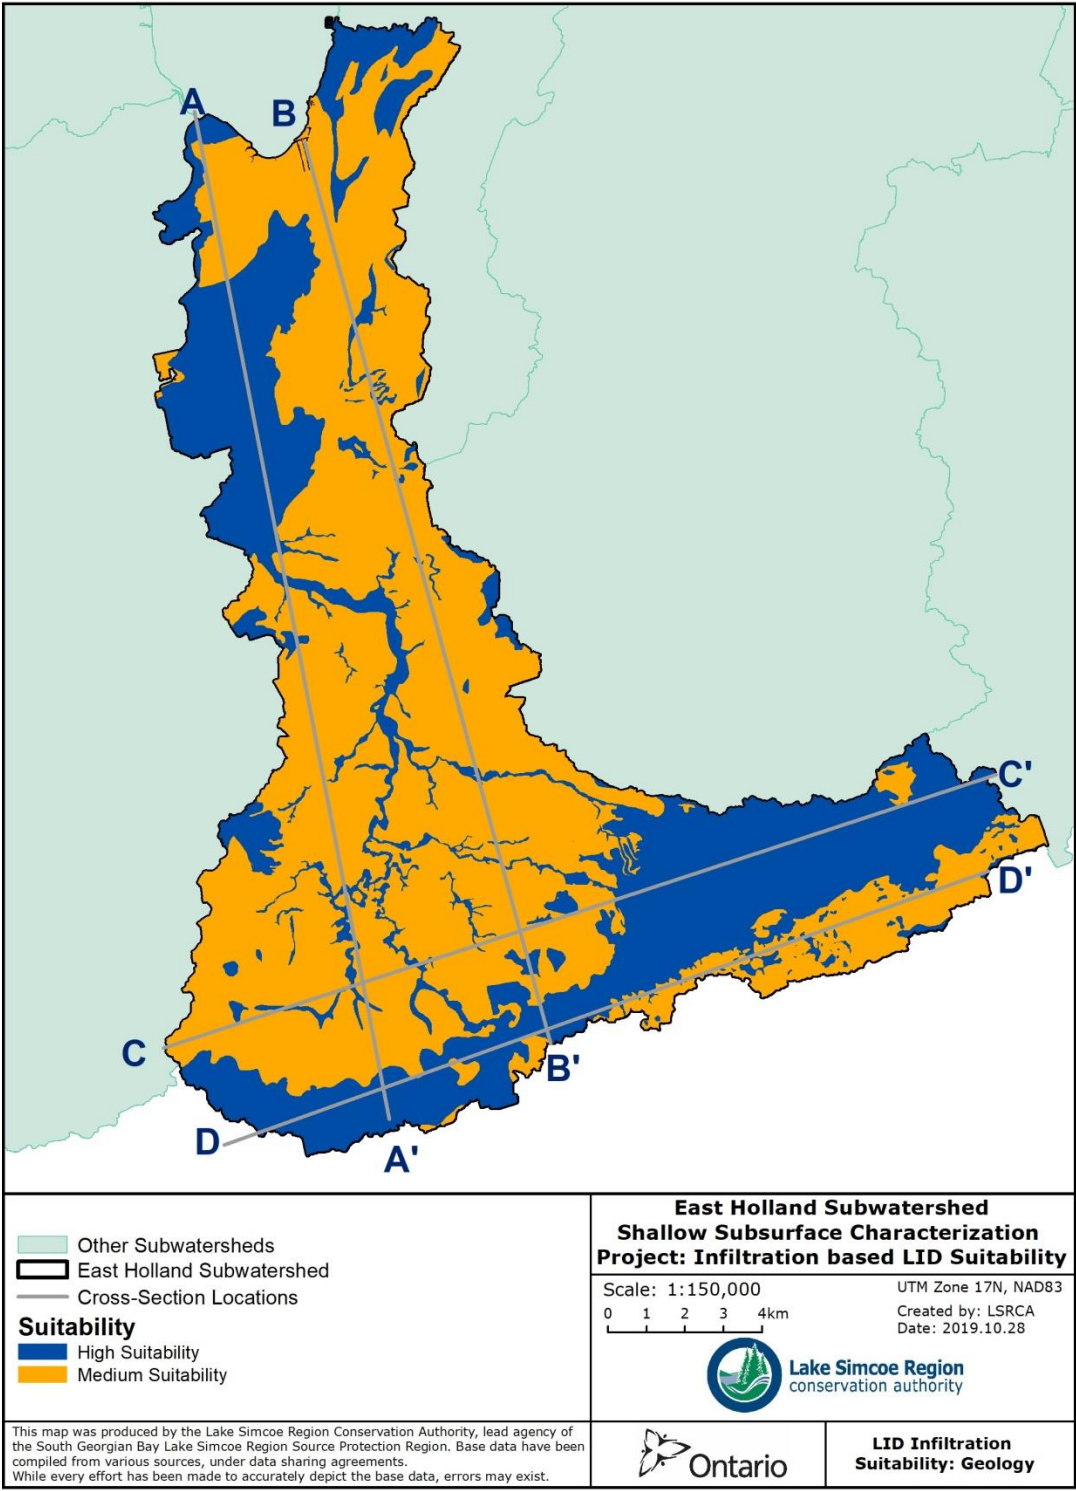 A
B
C'
D'
C
B'
D
A'
Other Subwatersheds
East Holland Subwatershed
Cross-Section Locations
Suitability
High Suitability
Medium Suitability
East Holland Subwatershed
Shallow Subsurface Characterization
Project: Infiltration based LID Suitability
Scale: 1:150,000
0 1 2 3 4km
UTM Zone 17N, NAD83
Created by: LSRCA
Date: 2019.10.28
Lake Simcoe Region
conservation authority
This map was produced by the Lake Simcoe Region Conservation Authority, lead agency of
the South Georgian Bay Lake Simcoe Region Source Protection Region. Base data have been
compiled from various sources, under data sharing agreements.
While every effort has been made to accurately depict the base data, errors may exist.
Ontario
LID Infiltration
Suitability: Geology